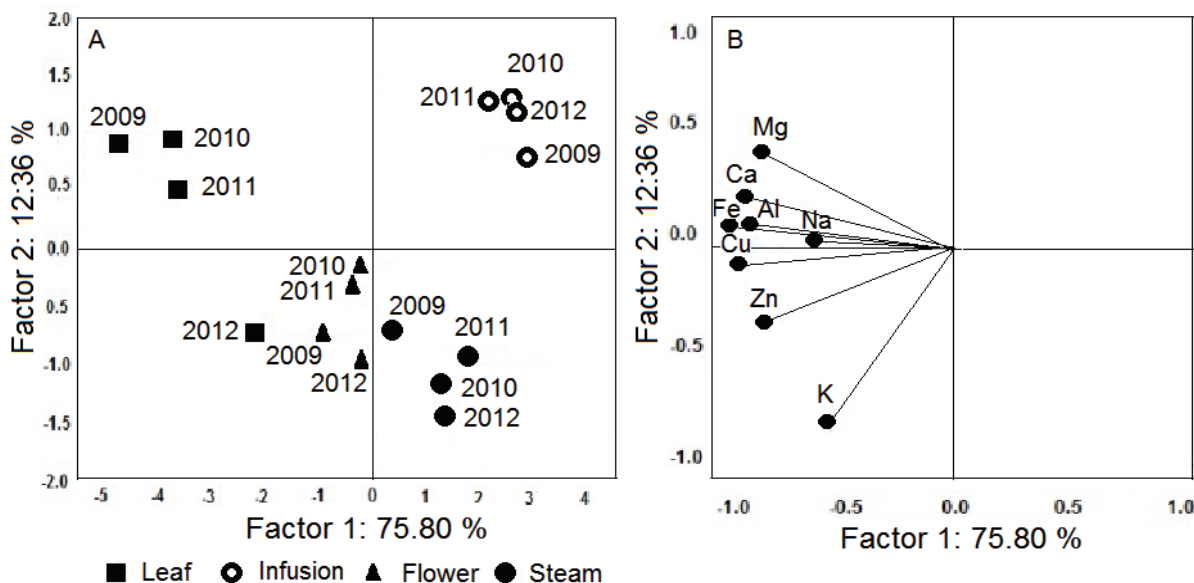 A
2.0
1.5
1.0
0.5
0.0
0.5
-1.0
-1.5
-2.0
Factor 2: 12:36 %
2009
2010
2011
2010
2011
2012
2009
2010
2011
2012
2009
2012
2009
2011
2010
2012
-5 -4 -3 -2 -1 0 1 2 3 4
Factor 1: 75.80 %
B
1.0
0.5
0.0
-0.5
-1.0
Factor 2: 12:36 %
Mg
Ca
Fe Al Na
Cu
Zn
K
-1.0 -0.5 0.0 0.5 1.0
Factor 1: 75.80 %
Leaf Infusion Flower Steam